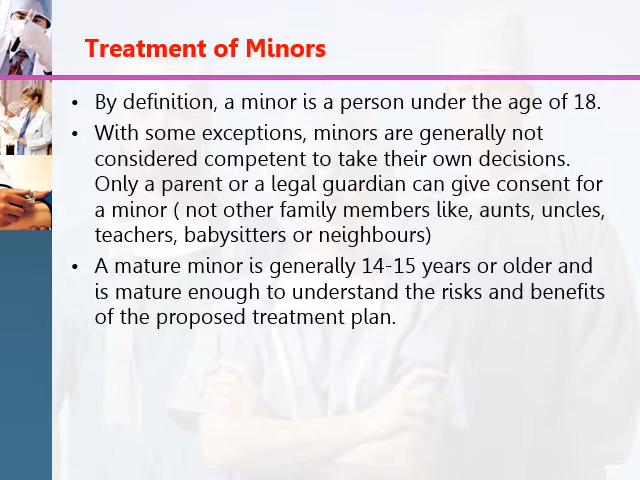 Treatment of Minors
• By definition, a minor is a person under the age of 18.
• With some exceptions, minors are generally not
considered competent to take their own decisions.
Only a parent or a legal guardian can give consent for
a minor ( not other family members like, aunts, uncles,
teachers, babysitters or neighbours)
• A mature minor is generally 14-15 years or older and
is mature enough to understand the risks and benefits
of the proposed treatment plan.